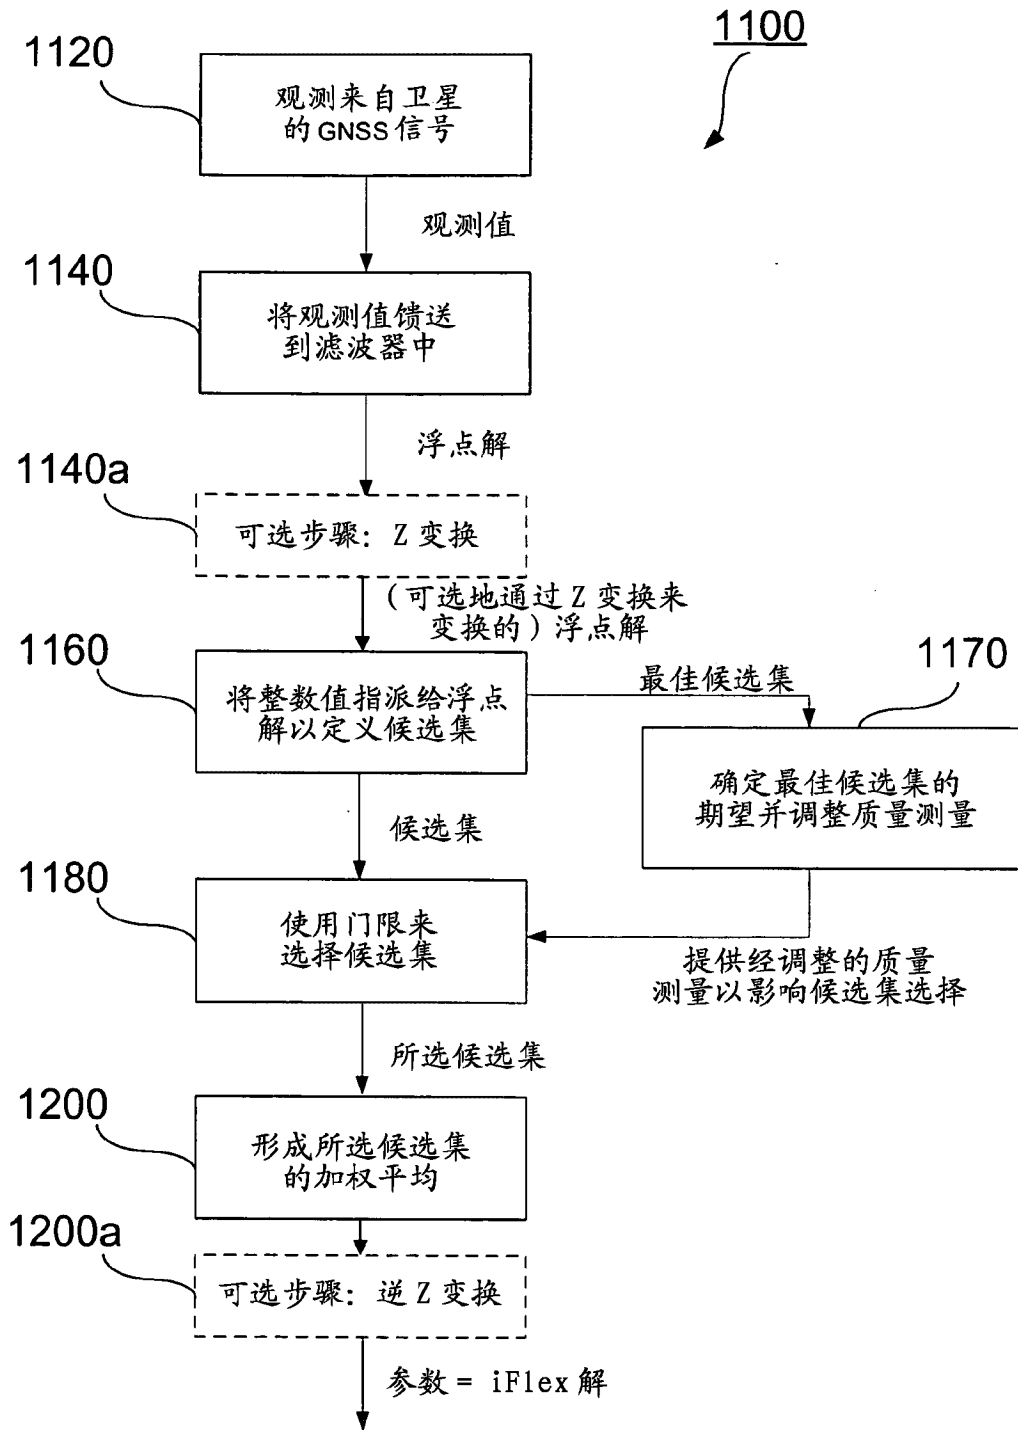 1100
1120
观测来自卫星
的GNSS信号
观测值
1140
将观测值馈送
到滤波器中
浮点解
1140a
可选步骤: Z 变换
(可选地通过 Z 变换来
变换的) 浮点解
1160
将整数值指派给浮点
解以定义候选集
最佳候选集
1170
确定最佳候选集的
期望并调整质量测量
候选集
1180
使用门限来
选择候选集
提供经调整的质量
测量以影响候选集选择
所选候选集
1200
形成所选候选集
的加权平均
1200a
可选步骤: 逆 Z 变换
参数 = iFlex 解